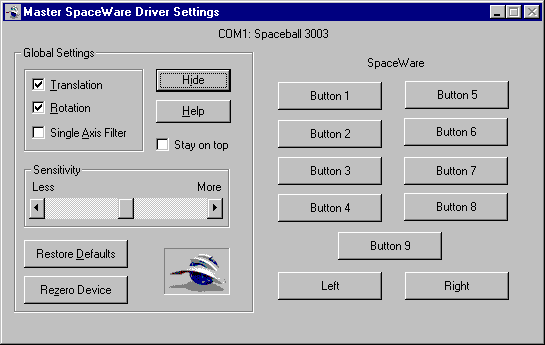 Master SpaceWare Driver Settings
COM1: Spaceball 3003
Global Settings
Translation
Rotation
Single Axis Filter
Hide
Help
Stay on top
Sensitivity
Less More
Restore Defaults
Rezero Device
SpaceWare
Button 1 Button 5
Button 2 Button 6
Button 3 Button 7
Button 4 Button 8
Button 9
Left Right